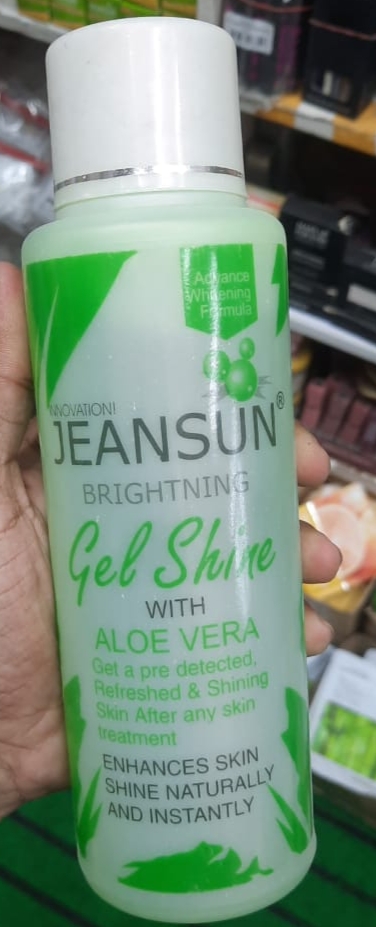 Advance
Whitening
Formula
INNOVATION!
JEANSUN®
BRIGHTNING
Gel Shine
WITH
ALOE VERA
Get a pre detected,
Refreshed & Shining
Skin After any skin
treatment
ENHANCES SKIN
SHINE NATURALLY
AND INSTANTLY